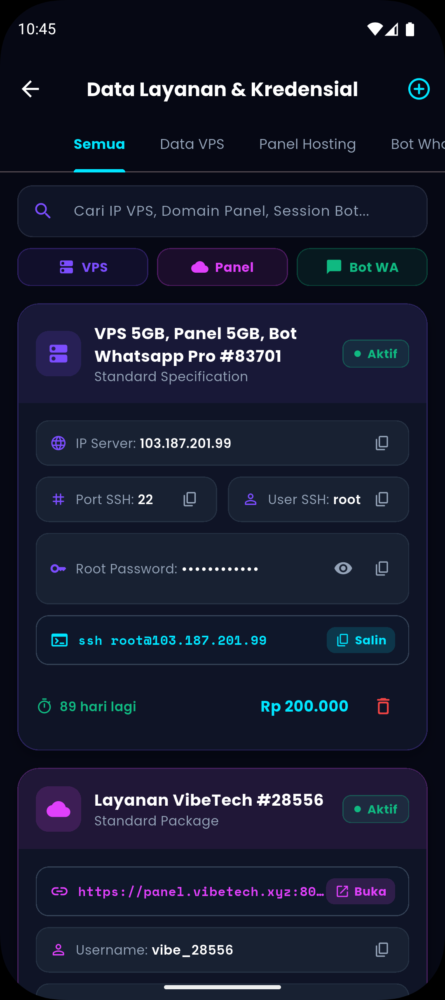 10:45
Data Layanan & Kredensial
Semua
Data VPS
Panel Hosting
Bot Wha
Cari IP VPS, Domain Panel, Session Bot...
VPS
Panel
Bot WA
VPS 5GB, Panel 5GB, Bot
Whatsapp Pro #83701
Standard Specification
Aktif
IP Server: 103.187.201.99
Port SSH: 22
User SSH: root
Root Password: ••••••••••••
ssh root@103.187.201.99
Salin
89 hari lagi
Rp 200.000
Layanan VibeTech #28556
Standard Package
Aktif
https://panel.vibetech.xyz:80…
Buka
Username: vibe_28556